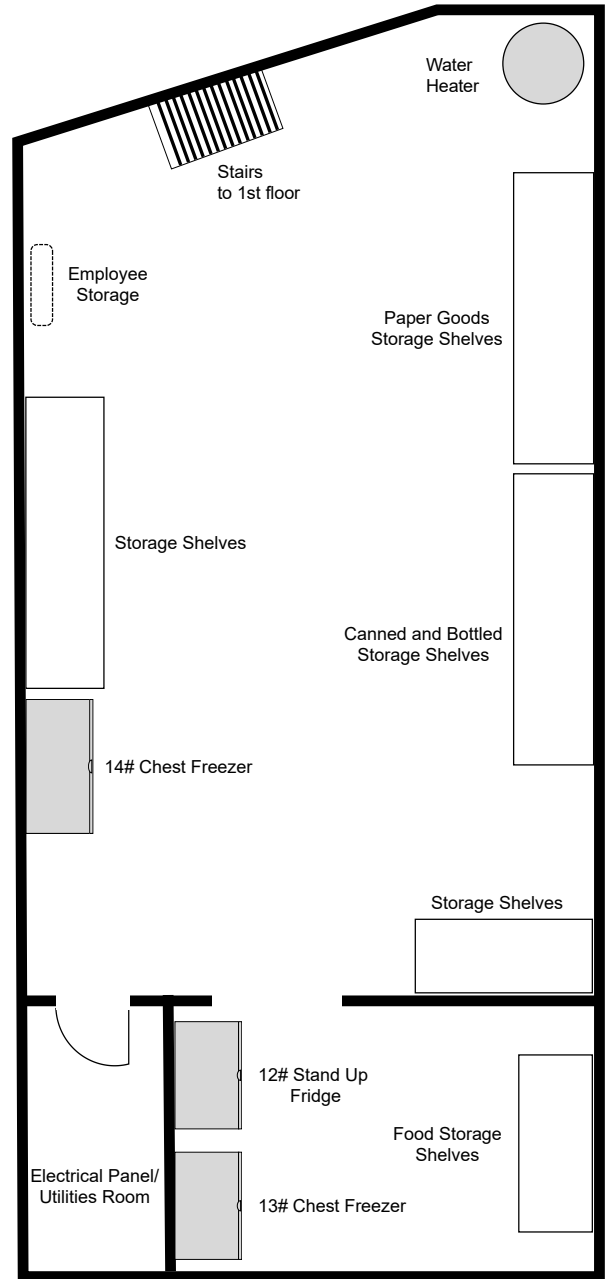 Water
Heater
Stairs
to 1st floor
Employee
Storage
Paper Goods
Storage Shelves
Storage Shelves
Canned and Bottled
Storage Shelves
14# Chest Freezer
Storage Shelves
12# Stand Up
Fridge
Food Storage
Shelves
Electrical Panel/
Utilities Room
13# Chest Freezer